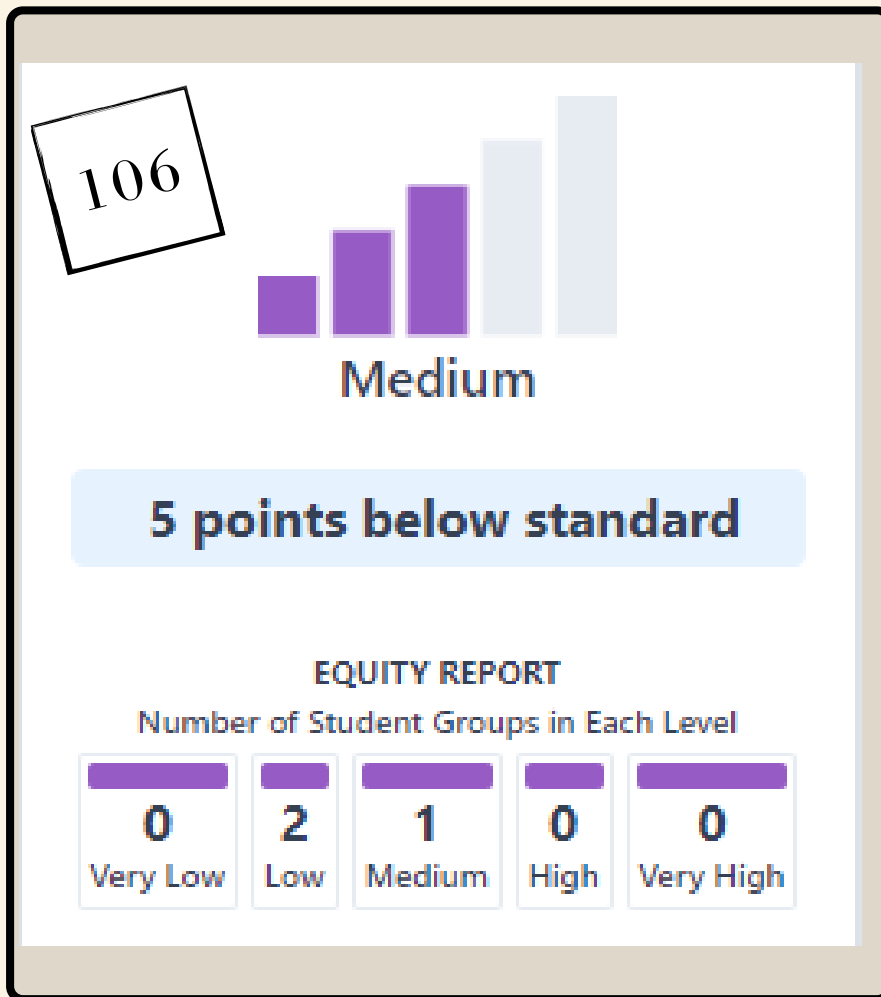 106
Medium
5 points below standard
EQUITY REPORT
Number of Student Groups in Each Level
0 2 1 0 0
Very Low Low Medium High Very High